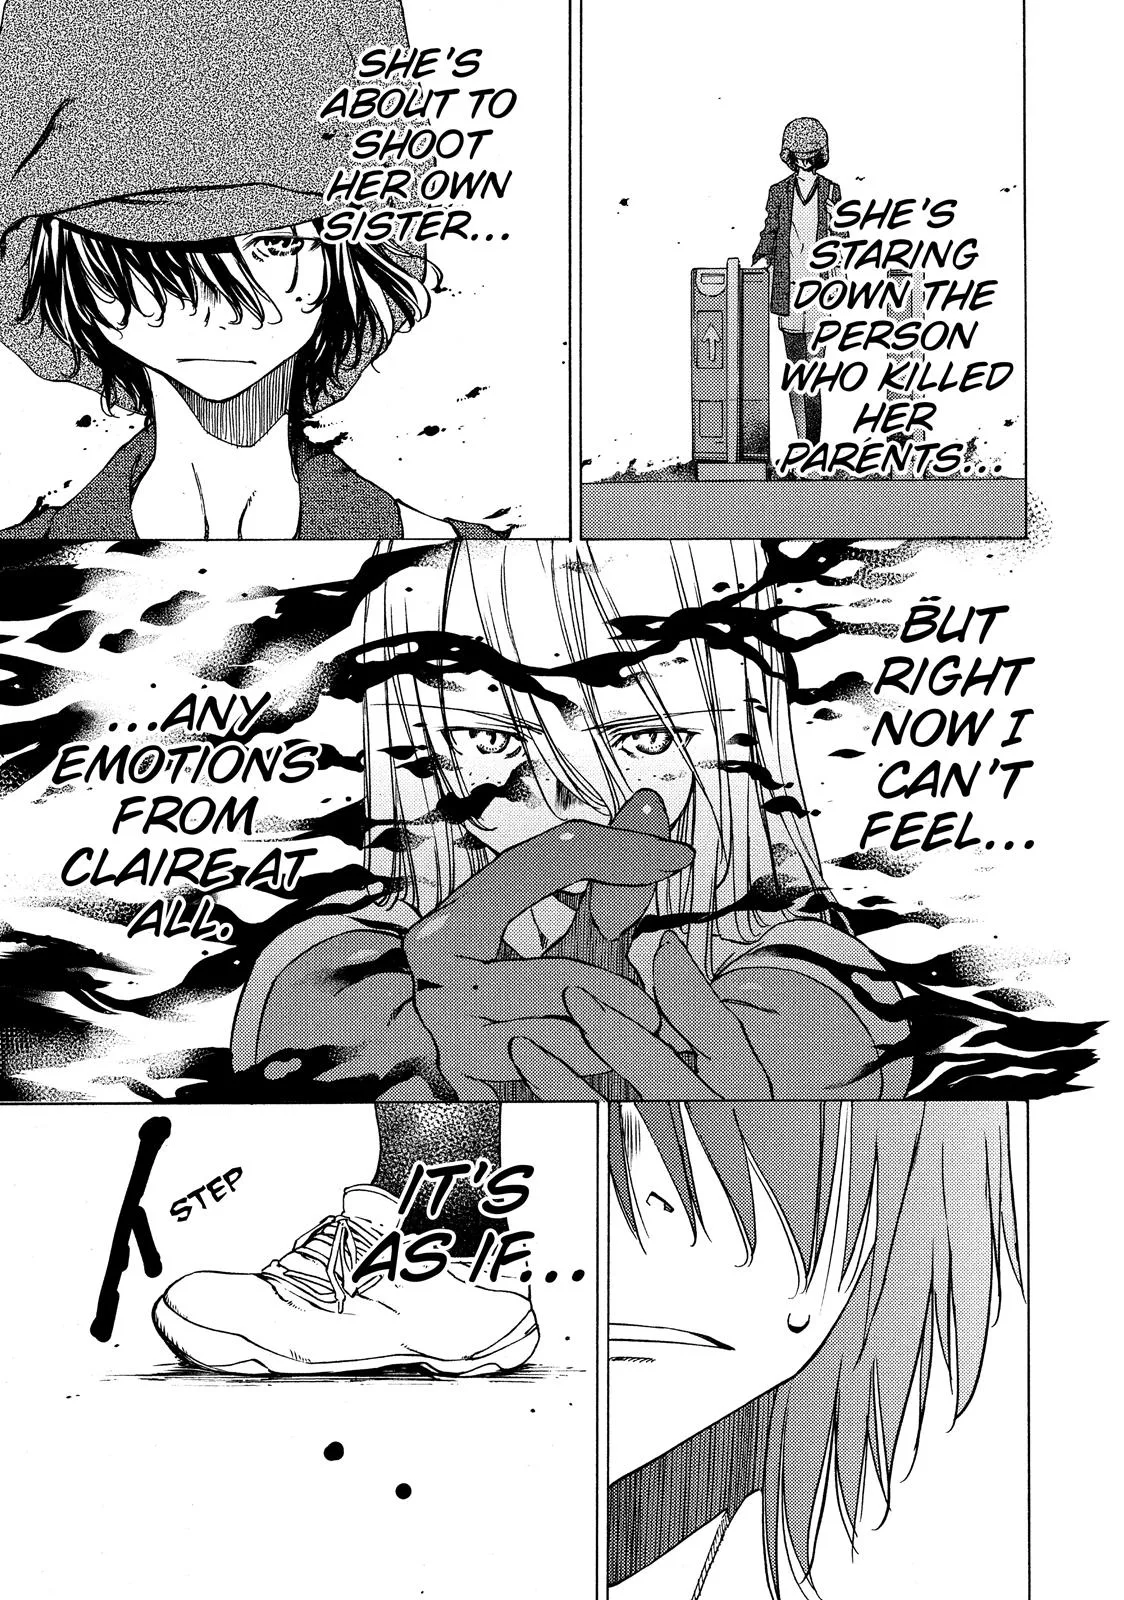 SHE'S
STARING
DOWN THE
PERSON
WHO KILLED
HER
PARENTS...
SHE'S
ABOUT TO
SHOOT
HER OWN
SISTER...
BUT
RIGHT
NOW I
CAN'T
FEEL...
...ANY
EMOTIONS
FROM
CLAIRE AT
ALL.
IT'S
AS IF...
STEP